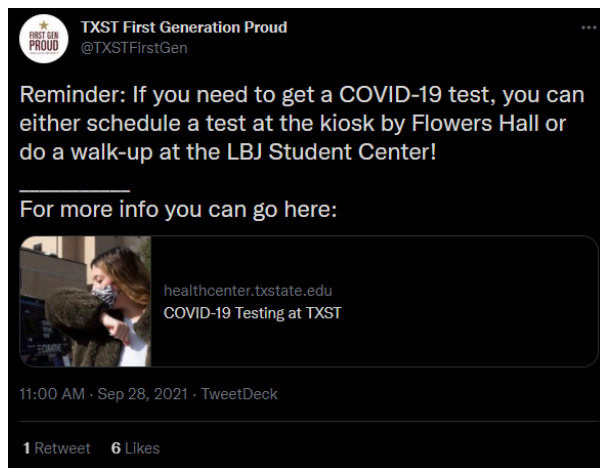 FIRST GEN
PROUD
TXST First Generation Proud
@TXSTFirstGen
Reminder: If you need to get a COVID-19 test, you can
either schedule a test at the kiosk by Flowers Hall or
do a walk-up at the LBJ Student Center!
___________
For more info you can go here:
CURATIVE
healthcenter.txstate.edu
COVID-19 Testing at TXST
11:00 AM · Sep 28, 2021 · TweetDeck
1 Retweet 6 Likes